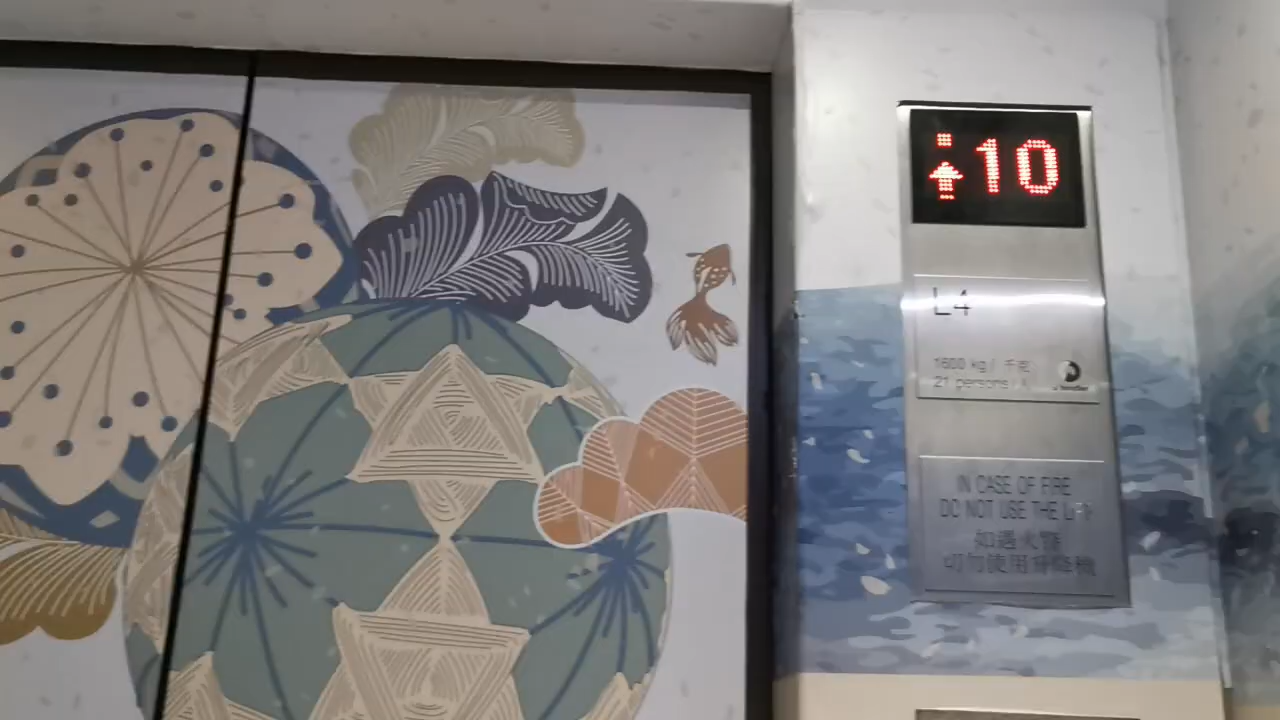 10
L4
1600 kg / 千克
21 persons / 人
IN CASE OF FIRE
DO NOT USE THE LIFT
如遇火警
切勿使用升降機